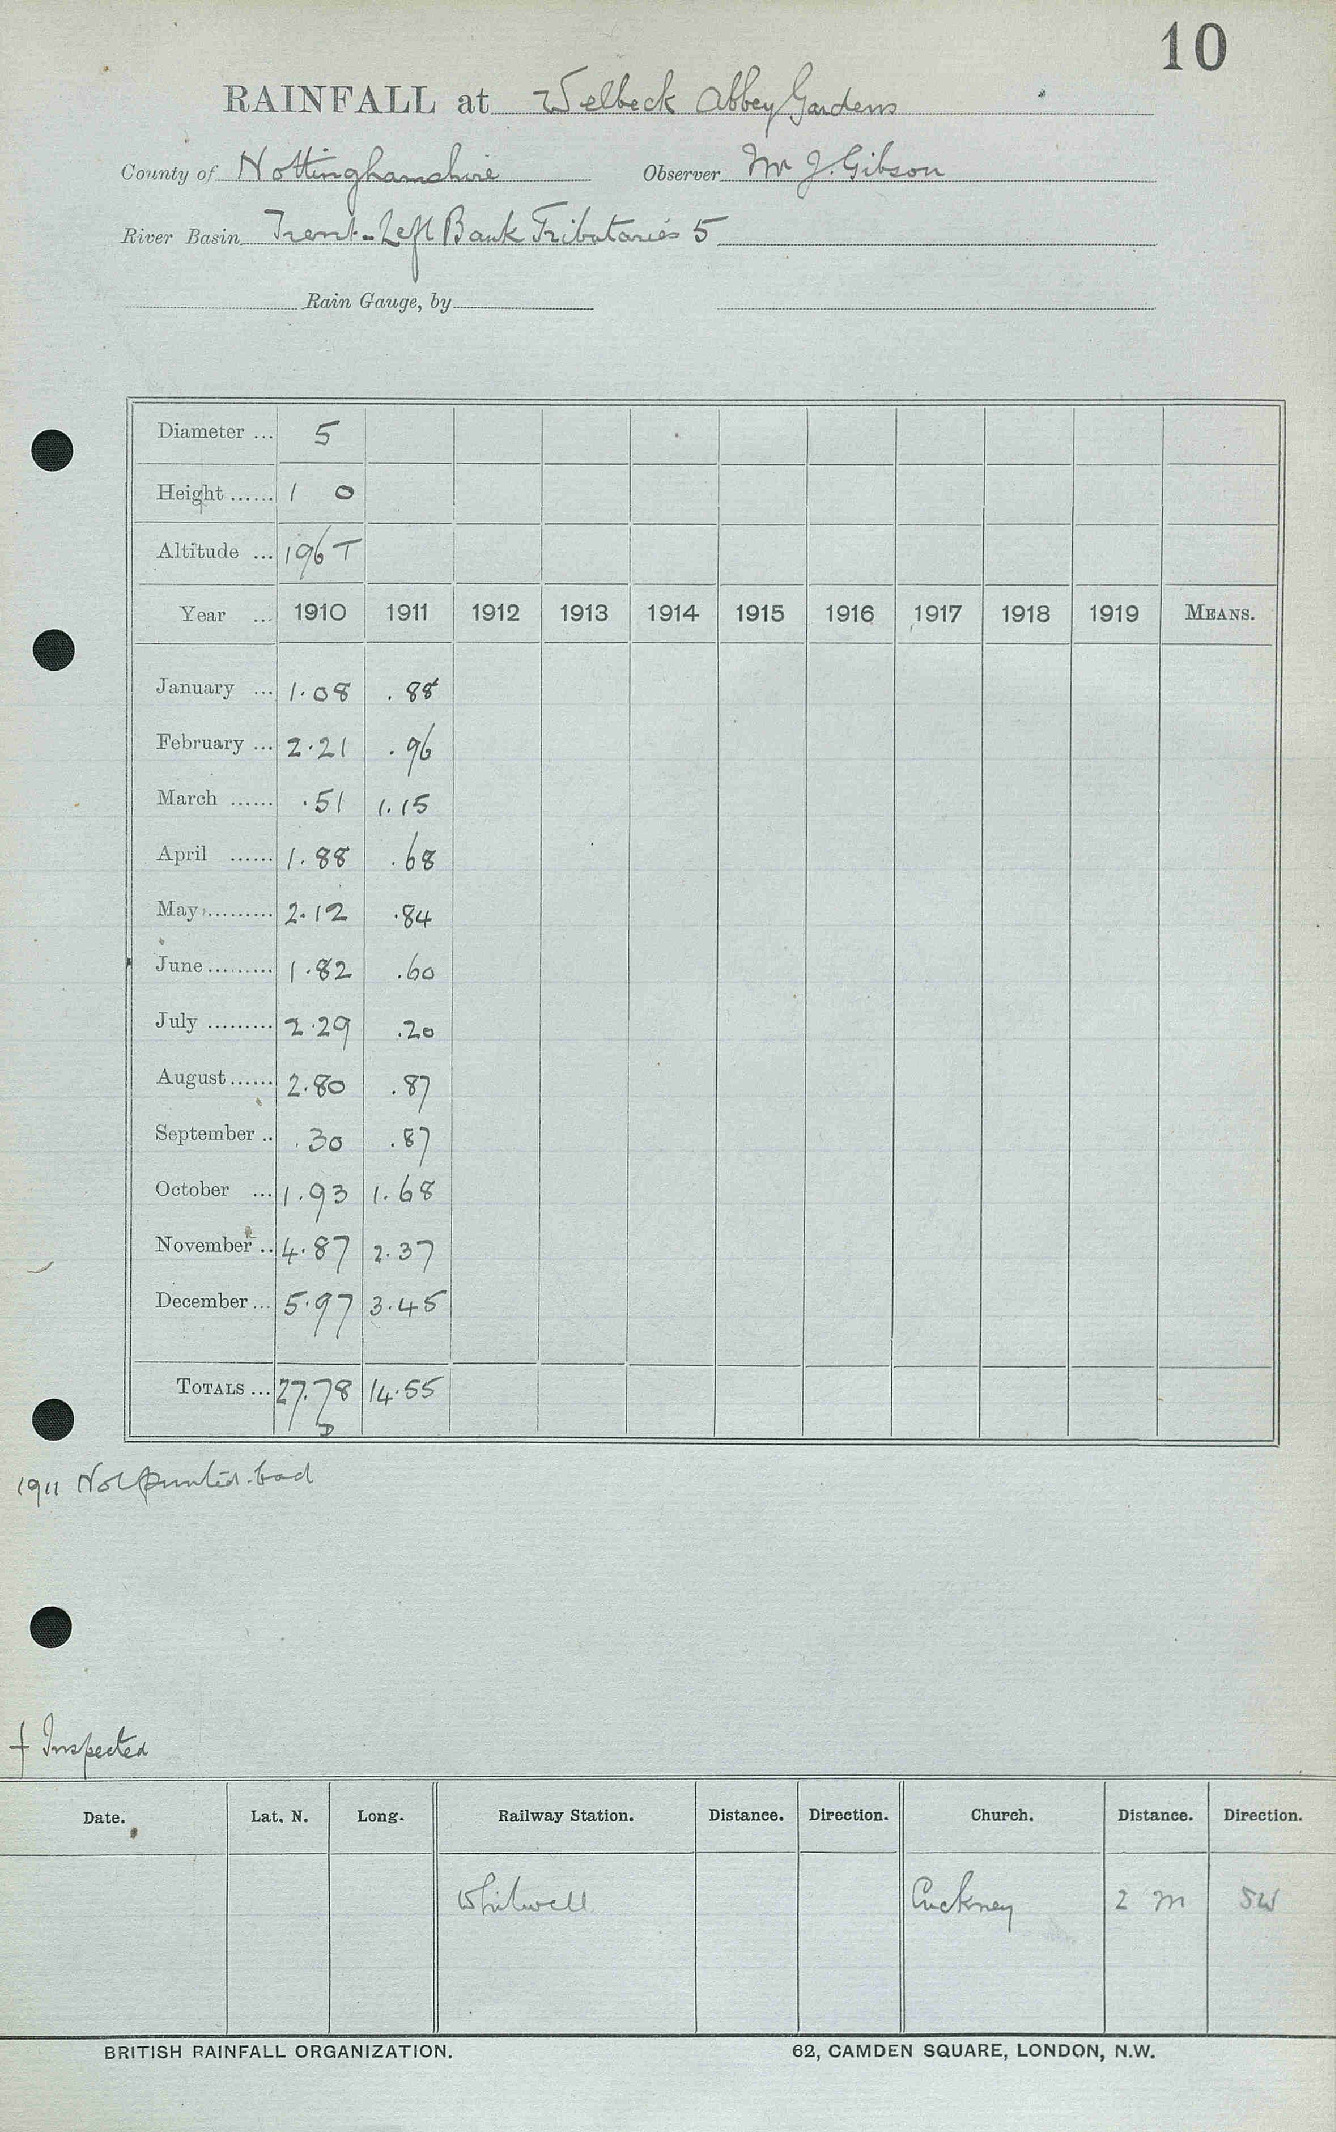 10
RAINFALL at Welbeck Abbey Gardens
County of Nottinghamshire Observer Mr J. Gibson
River Basin Trent-Left Bank Tributaries 5
Rain Gauge, by
Diameter ... 5
Height ...... 1 0
Altitude ... 196 T
Year ... 1910 1911 1912 1913 1914 1915 1916 1917 1918 1919 MEANS.
January ... 1.08 .88
February ... 2.21 .96
March ...... .51 1.15
April ...... 1.88 .68
May ......... 2.12 .84
June ......... 1.82 .60
July ......... 2.29 .20
August ...... 2.80 .87
September .. .30 .87
October ... 1.93 1.68
November .. 4.87 2.37
December ... 5.97 3.45
TOTALS ... 27.78 14.55
D
1911 Not printed. bad
† Inspected
Date. Lat. N. Long. Railway Station. Distance. Direction. Church. Distance. Direction.
Whitwell Cuckney 2 m SW
BRITISH RAINFALL ORGANIZATION. 62, CAMDEN SQUARE, LONDON, N.W.